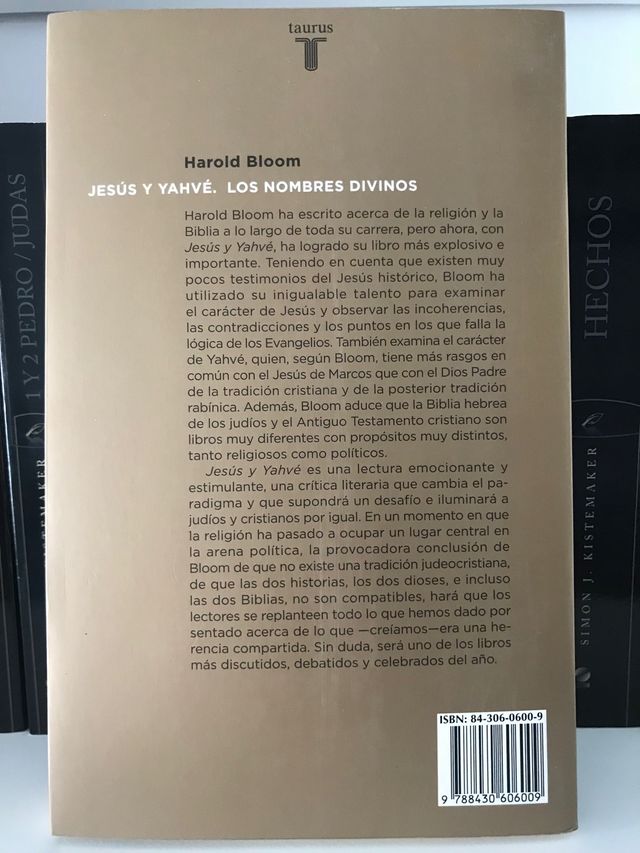 taurus
Harold Bloom
JESÚS Y YAHVÉ. LOS NOMBRES DIVINOS
Harold Bloom ha escrito acerca de la religión y la
Biblia a lo largo de toda su carrera, pero ahora, con
Jesús y Yahvé, ha logrado su libro más explosivo e
importante. Teniendo en cuenta que existen muy
pocos testimonios del Jesús histórico, Bloom ha
utilizado su inigualable talento para examinar
el carácter de Jesús y observar las incoherencias,
las contradicciones y los puntos en los que falla la
lógica de los Evangelios. También examina el carácter
de Yahvé, quien, según Bloom, tiene más rasgos en
común con el Jesús de Marcos que con el Dios Padre
de la tradición cristiana y de la posterior tradición
rabínica. Además, Bloom aduce que la Biblia hebrea
de los judíos y el Antiguo Testamento cristiano son
libros muy diferentes con propósitos muy distintos,
tanto religiosos como políticos.
Jesús y Yahvé es una lectura emocionante y
estimulante, una crítica literaria que cambia el pa-
radigma y que supondrá un desafío e iluminará a
judíos y cristianos por igual. En un momento en que
la religión ha pasado a ocupar un lugar central en
la arena política, la provocadora conclusión de
Bloom de que no existe una tradición judeocristiana,
de que las dos historias, los dos dioses, e incluso
las dos Biblias, no son compatibles, hará que los
lectores se replanteen todo lo que hemos dado por
sentado acerca de lo que —creíamos—era una he-
rencia compartida. Sin duda, será uno de los libros
más discutidos, debatidos y celebrados del año.
ISBN: 84-306-0600-9
9 788430 606009
1 Y 2 PEDRO / JUDAS
HECHOS
SIMON J. KISTEMAKER